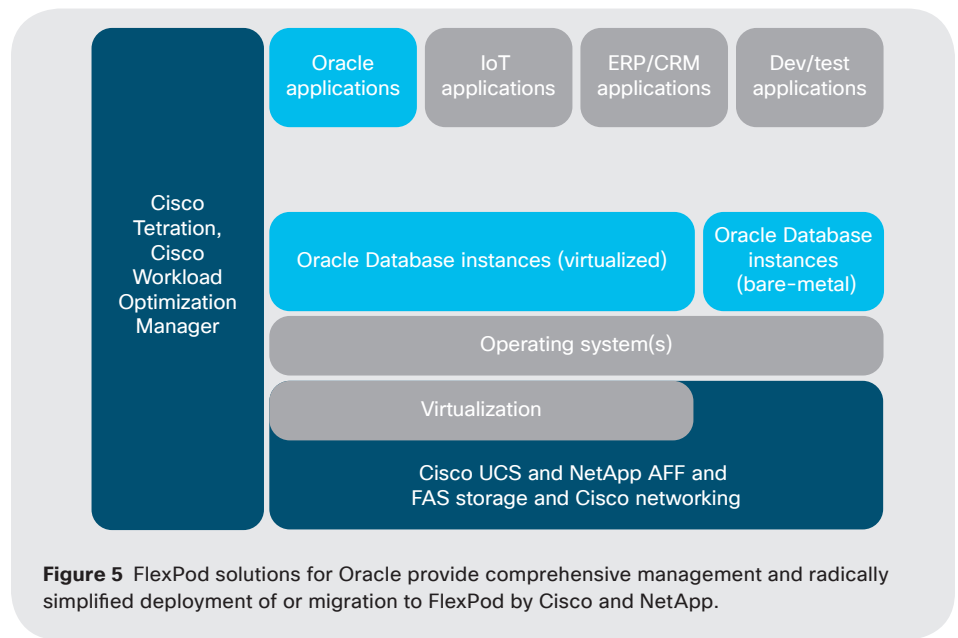 Cisco
Tetration,
Cisco
Workload
Optimization
Manager
Oracle
applications
IoT
applications
ERP/CRM
applications
Dev/test
applications
Oracle Database instances (virtualized)
Oracle Database
instances
(bare-metal)
Operating system(s)
Virtualization
Cisco UCS and NetApp AFF and
FAS storage and Cisco networking
Figure 5 FlexPod solutions for Oracle provide comprehensive management and radically
simplified deployment of or migration to FlexPod by Cisco and NetApp.